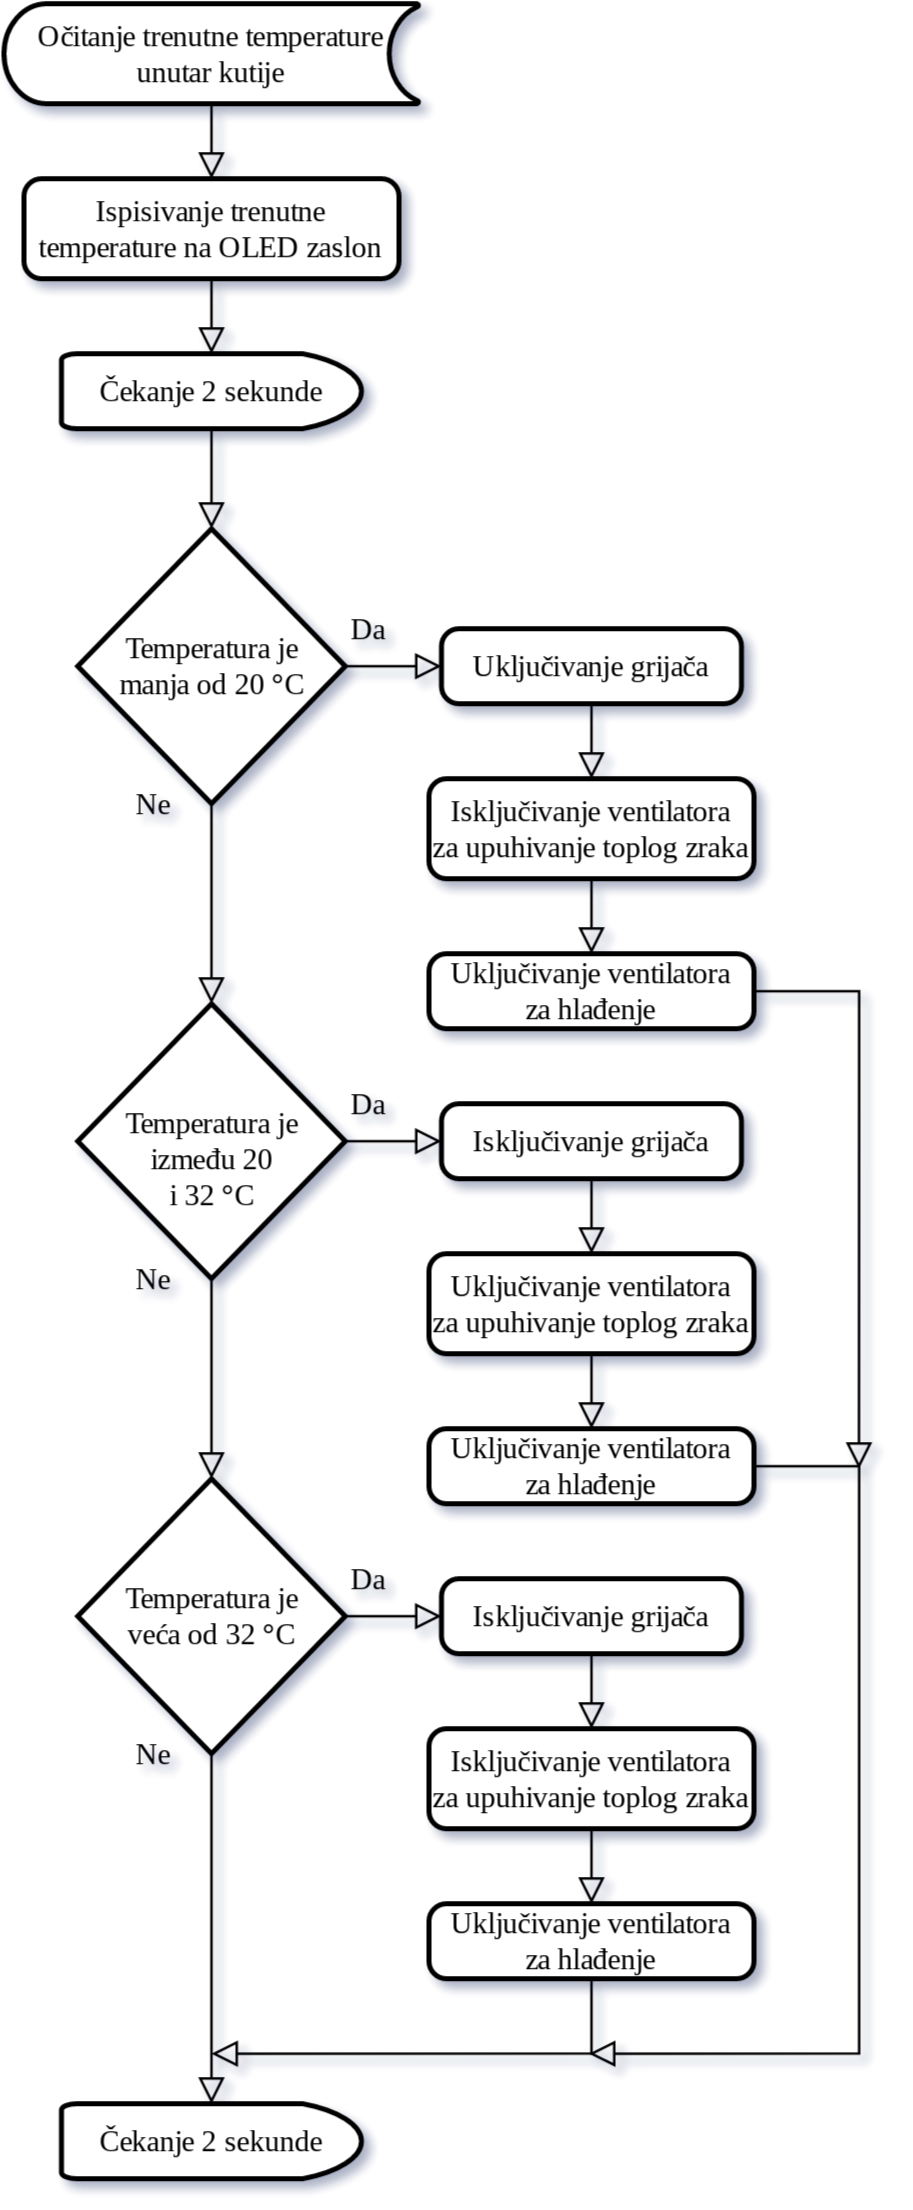 Očitanje trenutne temperature
unutar kutije
Ispisivanje trenutne
temperature na OLED zaslon
Čekanje 2 sekunde
Temperatura je
manja od 20 °C
Da
Ne
Uključivanje grijača
Isključivanje ventilatora
za upuhivanje toplog zraka
Uključivanje ventilatora
za hlađenje
Temperatura je
između 20
i 32 °C
Da
Ne
Isključivanje grijača
Uključivanje ventilatora
za upuhivanje toplog zraka
Uključivanje ventilatora
za hlađenje
Temperatura je
veća od 32 °C
Da
Ne
Isključivanje grijača
Isključivanje ventilatora
za upuhivanje toplog zraka
Uključivanje ventilatora
za hlađenje
Čekanje 2 sekunde